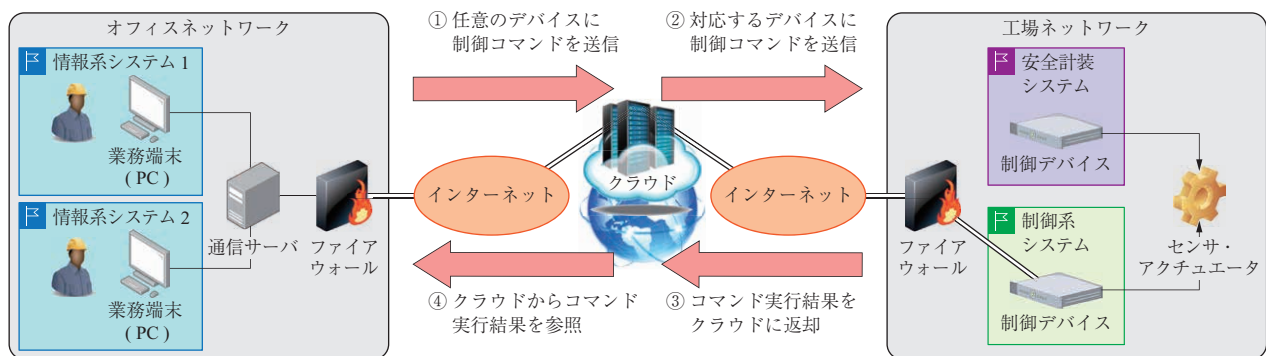 オフィスネットワーク
情報系システム 1
業務端末
( PC )
情報系システム 2
業務端末
( PC )
通信サーバ
ファイア
ウォール
① 任意のデバイスに
制御コマンドを送信
② 対応するデバイスに
制御コマンドを送信
インターネット
クラウド
インターネット
④ クラウドからコマンド
実行結果を参照
③ コマンド実行結果を
クラウドに返却
工場ネットワーク
安全計装
システム
制御デバイス
ファイア
ウォール
制御系
システム
制御デバイス
センサ・
アクチュエータ